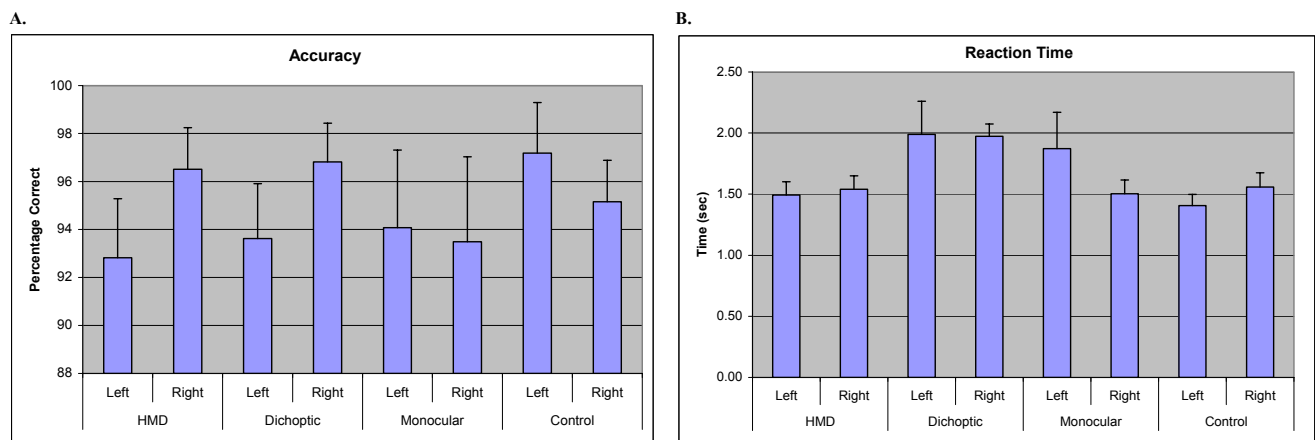 A.
Accuracy
Percentage Correct
100
98
96
94
92
90
88
Left Right Left Right Left Right Left Right
HMD Dichoptic Monocular Control
B.
Reaction Time
Time (sec)
2.50
2.00
1.50
1.00
0.50
0.00
Left Right Left Right Left Right Left Right
HMD Dichoptic Monocular Control